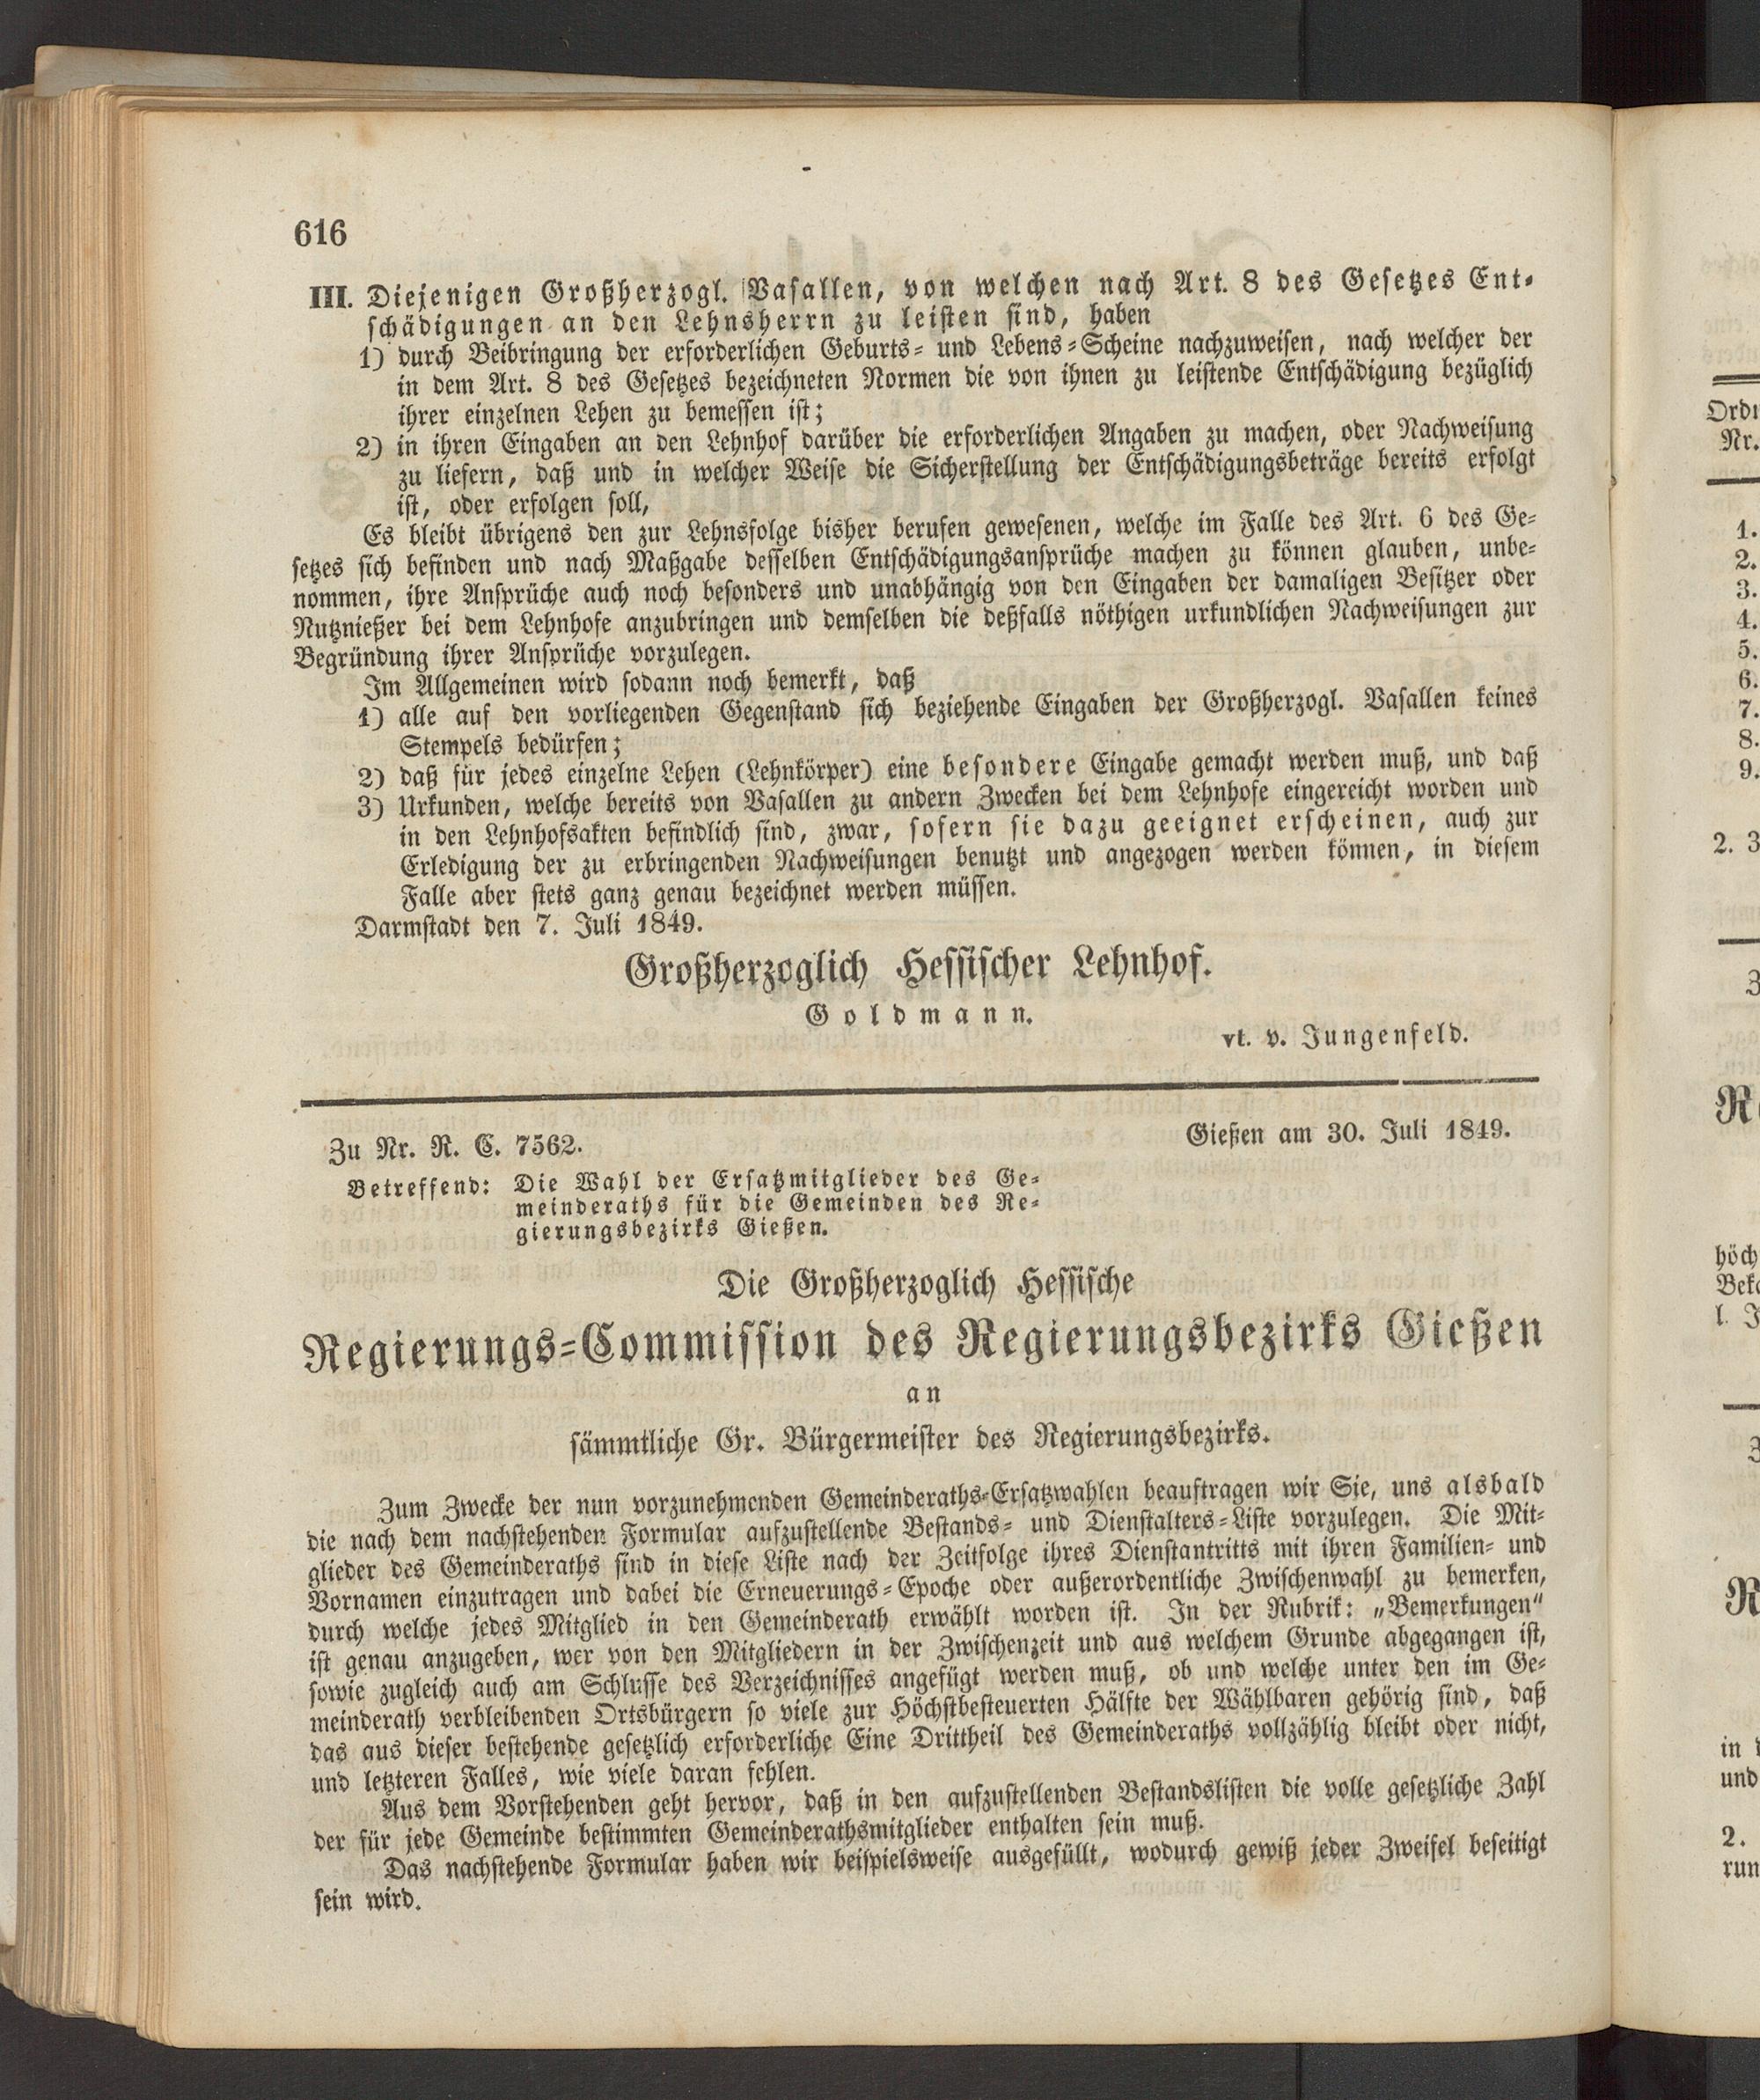 616
III. Diejenigen Großherzogl. Vasallen, von welchen nach Art. 8 des Gesetzes Ent-
schädigungen an den Lehnsherrn zu leisten sind, haben
1) durch Beibringung der erforderlichen Geburts- und Lebens-Scheine nachzuweisen, nach welcher der
in dem Art. 8 des Gesetzes bezeichneten Normen die von ihnen zu leistende Entschädigung bezüglich
ihrer einzelnen Lehen zu bemessen ist;
2) in ihren Eingaben an den Lehnhof darüber die erforderlichen Angaben zu machen, oder Nachweisung
zu liefern, daß und in welcher Weise die Sicherstellung der Entschädigungsbeträge bereits erfolgt
ist, oder erfolgen soll,
Es bleibt übrigens den zur Lehnsfolge bisher berufen gewesenen, welche im Falle des Art. 6 des Ge-
setzes sich befinden und nach Maßgabe desselben Entschädigungsansprüche machen zu können glauben, unbe-
nommen, ihre Ansprüche auch noch besonders und unabhängig von den Eingaben der damaligen Besitzer oder
Nutznießer bei dem Lehnhofe anzubringen und demselben die deßfalls nöthigen urkundlichen Nachweisungen zur
Begründung ihrer Ansprüche vorzulegen.
Im Allgemeinen wird sodann noch bemerkt, daß
1) alle auf den vorliegenden Gegenstand sich beziehende Eingaben der Großherzogl. Vasallen keines
Stempels bedürfen;
2) daß für jedes einzelne Lehen (Lehnkörper) eine besondere Eingabe gemacht werden muß, und daß
3) Urkunden, welche bereits von Vasallen zu andern Zwecken bei dem Lehnhofe eingereicht worden und
in den Lehnhofsakten befindlich sind, zwar, sofern sie dazu geeignet erscheinen, auch zur
Erledigung der zu erbringenden Nachweisungen benutzt und angezogen werden können, in diesem
Falle aber stets ganz genau bezeichnet werden müssen.
Darmstadt den 7. Juli 1849.
Großherzoglich Hessischer Lehnhof.
Goldmann.
vt. v. Jungenfeld.
Zu Nr. R. C. 7562.
Gießen am 30. Juli 1849.
Betreffend: Die Wahl der Ersatzmitglieder des Ge-
meinderaths für die Gemeinden des Re-
gierungsbezirks Gießen.
Die Großherzoglich Hessische
Regierungs-Commission des Regierungsbezirks Gießen
an
sämmtliche Gr. Bürgermeister des Regierungsbezirks.
Zum Zwecke der nun vorzunehmenden Gemeinderaths-Ersatzwahlen beauftragen wir Sie, uns alsbald
die nach dem nachstehenden Formular aufzustellende Bestands- und Dienstalters-Liste vorzulegen. Die Mit-
glieder des Gemeinderaths sind in diese Liste nach der Zeitfolge ihres Dienstantritts mit ihren Familien- und
Vornamen einzutragen und dabei die Erneuerungs-Epoche oder außerordentliche Zwischenwahl zu bemerken,
durch welche jedes Mitglied in den Gemeinderath erwählt worden ist. In der Rubrik: „Bemerkungen“
ist genau anzugeben, wer von den Mitgliedern in der Zwischenzeit und aus welchem Grunde abgegangen ist,
sowie zugleich auch am Schlusse des Verzeichnisses angefügt werden muß, ob und welche unter den im Ge-
meinderath verbleibenden Ortsbürgern so viele zur Höchstbesteuerten Hälfte der Wählbaren gehörig sind, daß
das aus dieser bestehende gesetzlich erforderliche Eine Drittheil des Gemeinderaths vollzählig bleibt oder nicht,
und letzteren Falles, wie viele daran fehlen.
Aus dem Vorstehenden geht hervor, daß in den aufzustellenden Bestandslisten die volle gesetzliche Zahl
der für jede Gemeinde bestimmten Gemeinderathsmitglieder enthalten sein muß.
Das nachstehende Formular haben wir beispielsweise ausgefüllt, wodurch gewiß jeder Zweifel beseitigt
sein wird.
Nr.
1.
2.
3.
4.
5.
6.
7.
8.
9.
in
und
2.